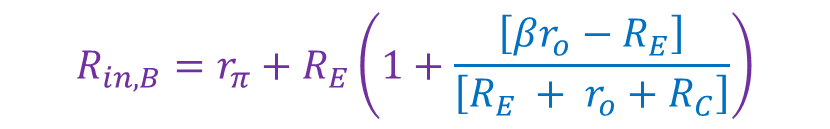 R_{in,B} = r_π + R_E (1 + [βr_o − R_E] / [R_E + r_o + R_C])